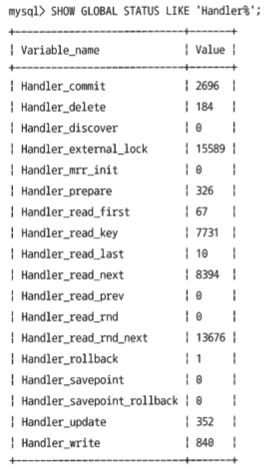 mysql> SHOW GLOBAL STATUS LIKE 'Handler%';
+----------------------------+-------+
| Variable_name | Value |
+----------------------------+-------+
| Handler_commit | 2696 |
| Handler_delete | 184 |
| Handler_discover | 0 |
| Handler_external_lock | 15589 |
| Handler_mrr_init | 0 |
| Handler_prepare | 326 |
| Handler_read_first | 67 |
| Handler_read_key | 7731 |
| Handler_read_last | 10 |
| Handler_read_next | 8394 |
| Handler_read_prev | 0 |
| Handler_read_rnd | 0 |
| Handler_read_rnd_next | 13676 |
| Handler_rollback | 1 |
| Handler_savepoint | 0 |
| Handler_savepoint_rollback | 0 |
| Handler_update | 352 |
| Handler_write | 840 |
+----------------------------+-------+